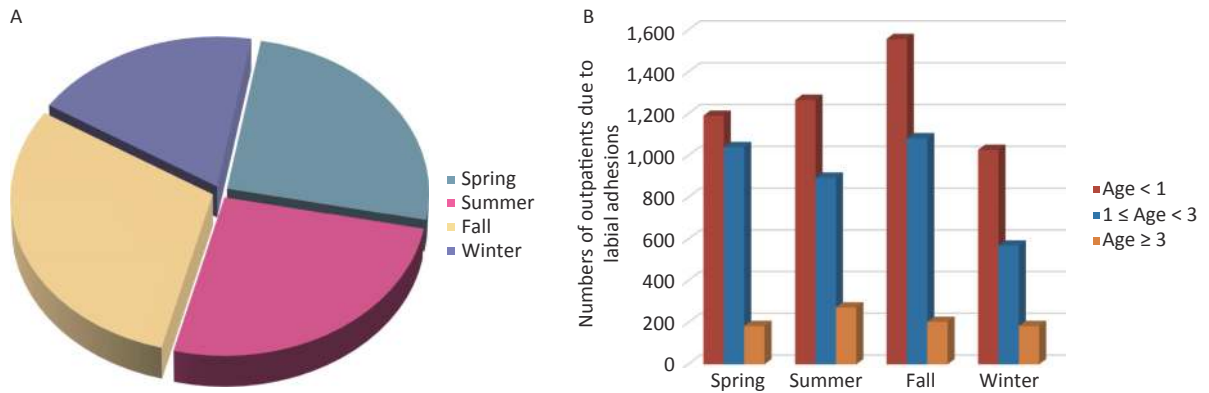 A
Spring
Summer
Fall
Winter
B
Numbers of outpatients due to
labial adhesions
1,600
1,400
1,200
1,000
800
600
400
200
0
Spring Summer Fall Winter
Age < 1
1 ≤ Age < 3
Age ≥ 3